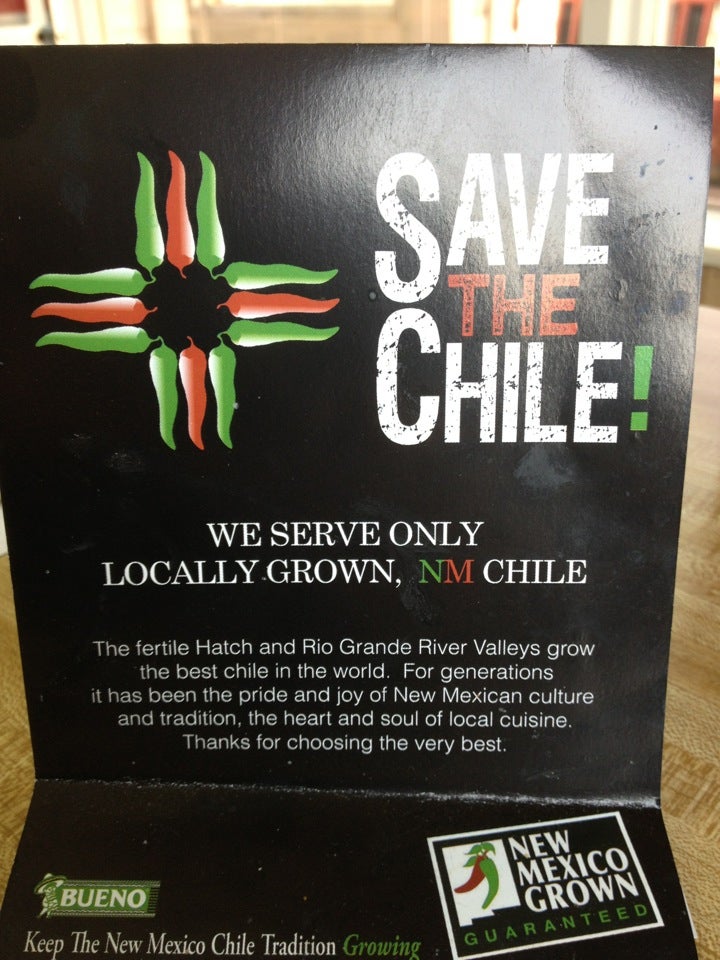 SAVE
THE
CHILE!
WE SERVE ONLY
LOCALLY GROWN, NM CHILE
The fertile Hatch and Rio Grande River Valleys grow
the best chile in the world. For generations
it has been the pride and joy of New Mexican culture
and tradition, the heart and soul of local cuisine.
Thanks for choosing the very best.
BUENO
Keep The New Mexico Chile Tradition Growing
NEW
MEXICO
GROWN
GUARANTEED